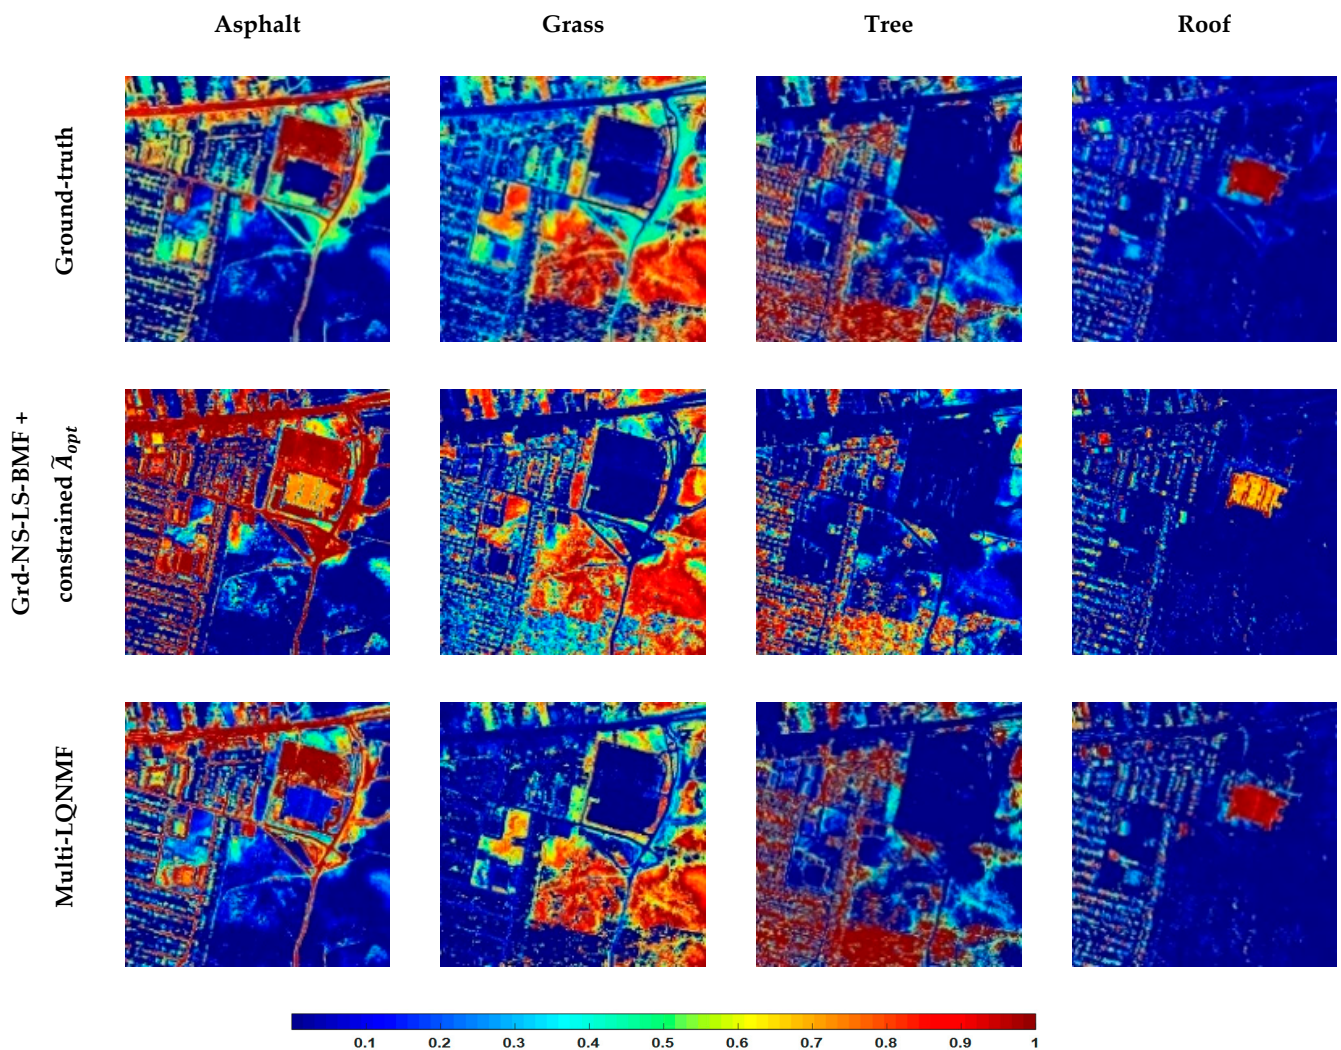 Asphalt Grass Tree Roof
Ground-truth
Grd-NS-LS-BMF +
constrained Ã_opt
Multi-LQNMF
0.1 0.2 0.3 0.4 0.5 0.6 0.7 0.8 0.9 1